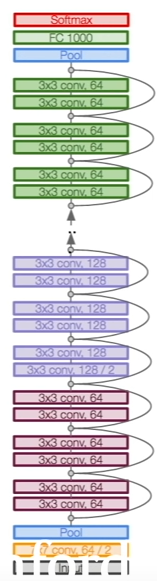 Softmax
FC 1000
Pool
3x3 conv, 64
3x3 conv, 64
3x3 conv, 64
3x3 conv, 64
3x3 conv, 64
3x3 conv, 64
..
3x3 conv, 128
3x3 conv, 128
3x3 conv, 128
3x3 conv, 128
3x3 conv, 128
3x3 conv, 128 / 2
3x3 conv, 64
3x3 conv, 64
3x3 conv, 64
3x3 conv, 64
3x3 conv, 64
3x3 conv, 64
Pool
conv, 64 / 2